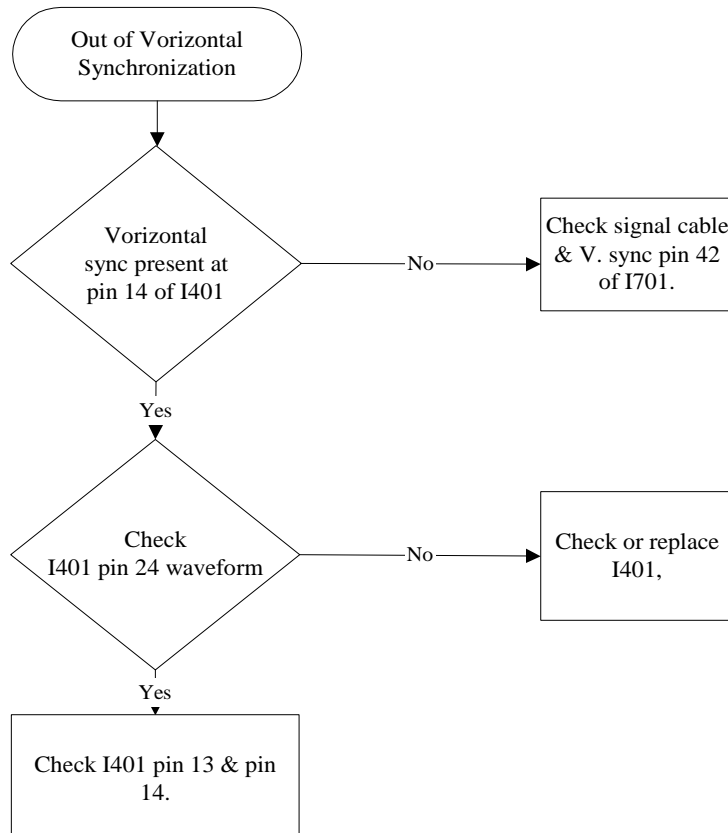 Out of Vorizontal
Synchronization
Vorizontal
sync present at
pin 14 of I401
No
Check signal cable
& V. sync pin 42
of I701.
Yes
Check
I401 pin 24 waveform
No
Check or replace
I401,
Yes
Check I401 pin 13 & pin
14.